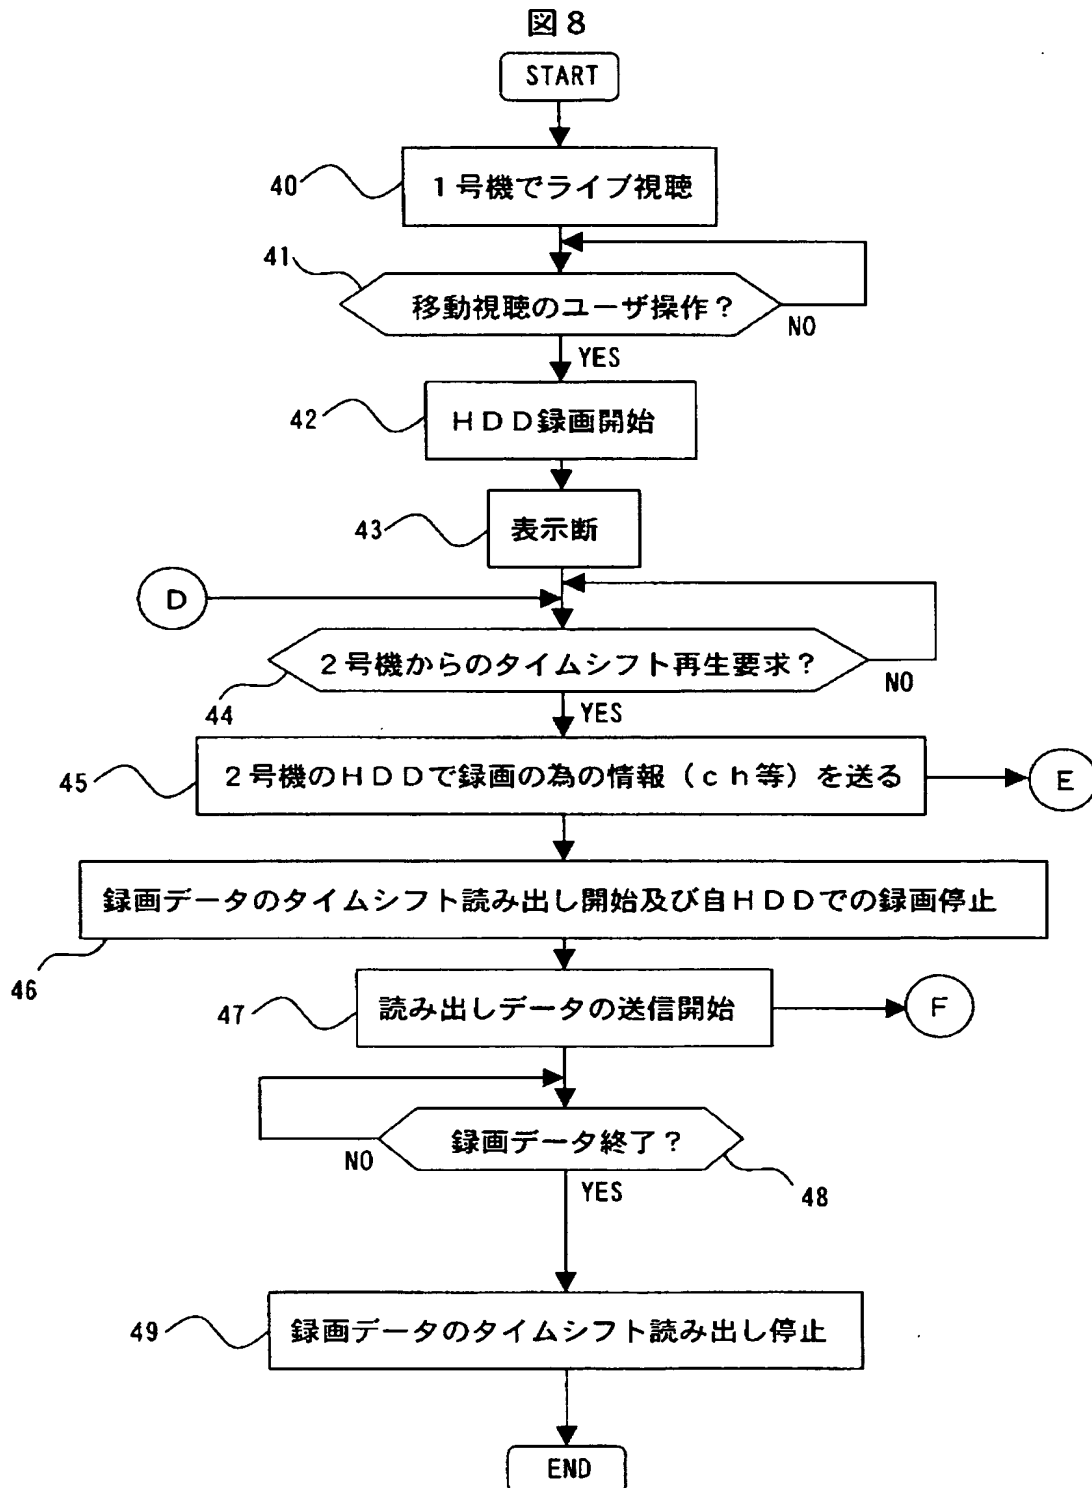 図8
START
40
1号機でライブ視聴
41
移動視聴のユーザ操作?
NO
YES
42
HDD録画開始
43
表示断
D
2号機からのタイムシフト再生要求?
44
NO
YES
45
2号機のHDDで録画の為の情報(ch等)を送る
E
録画データのタイムシフト読み出し開始及び自HDDでの録画停止
46
47
読み出しデータの送信開始
F
録画データ終了?
NO
48
YES
49
録画データのタイムシフト読み出し停止
END